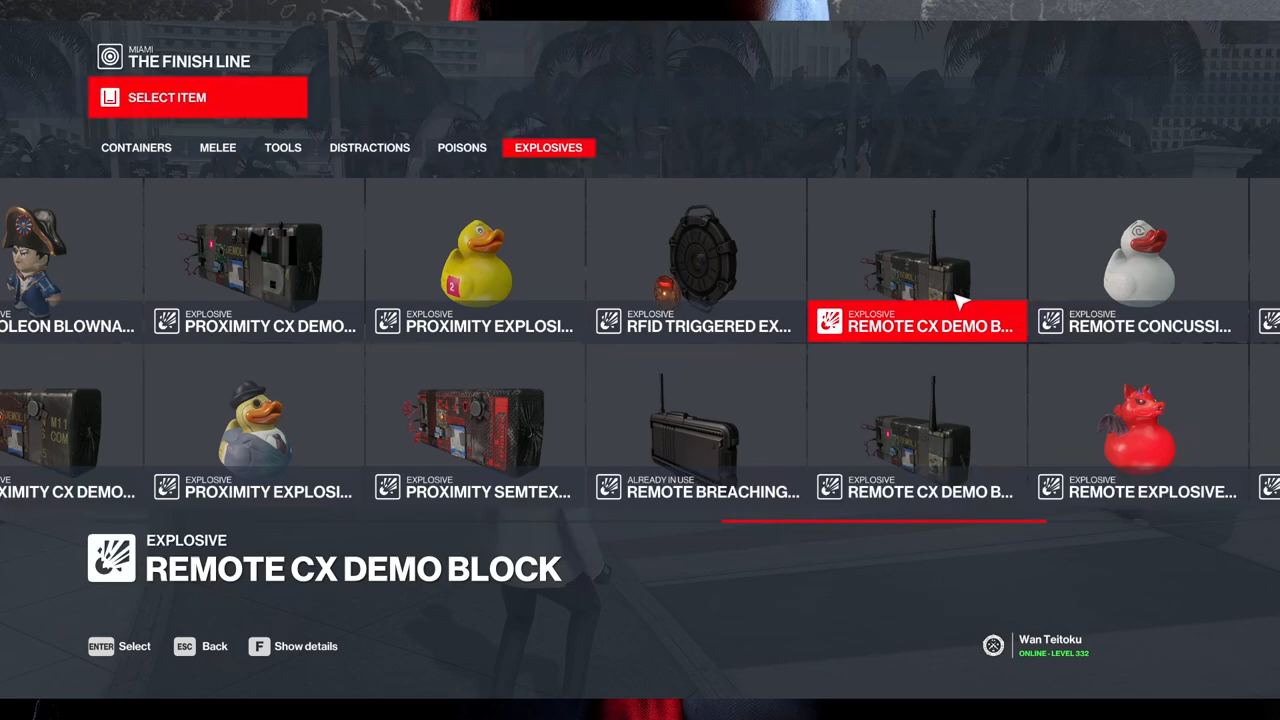 MIAMI
THE FINISH LINE
SELECT ITEM
CONTAINERS MELEE TOOLS DISTRACTIONS POISONS EXPLOSIVES
VE EXPLOSIVE EXPLOSIVE EXPLOSIVE EXPLOSIVE EXPLOSIVE
OLEON BLOWNA... PROXIMITY CX DEMO... PROXIMITY EXPLOSI... RFID TRIGGERED EX... REMOTE CX DEMO B... REMOTE CONCUSSI...
VE EXPLOSIVE EXPLOSIVE ALREADY IN USE EXPLOSIVE EXPLOSIVE
XIMITY CX DEMO... PROXIMITY EXPLOSI... PROXIMITY SEMTEX... REMOTE BREACHING... REMOTE CX DEMO B... REMOTE EXPLOSIVE...
EXPLOSIVE
REMOTE CX DEMO BLOCK
ENTER Select ESC Back F Show details
Wan Teitoku
ONLINE - LEVEL 332